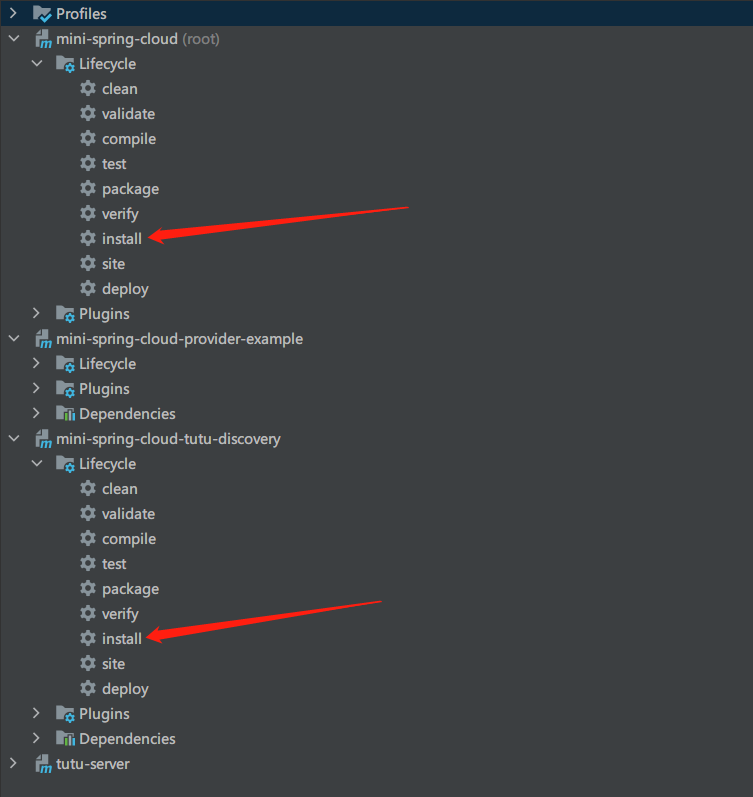 Profiles
mini-spring-cloud (root)
Lifecycle
clean
validate
compile
test
package
verify
install
site
deploy
Plugins
mini-spring-cloud-provider-example
Lifecycle
Plugins
Dependencies
mini-spring-cloud-tutu-discovery
Lifecycle
clean
validate
compile
test
package
verify
install
site
deploy
Plugins
Dependencies
tutu-server